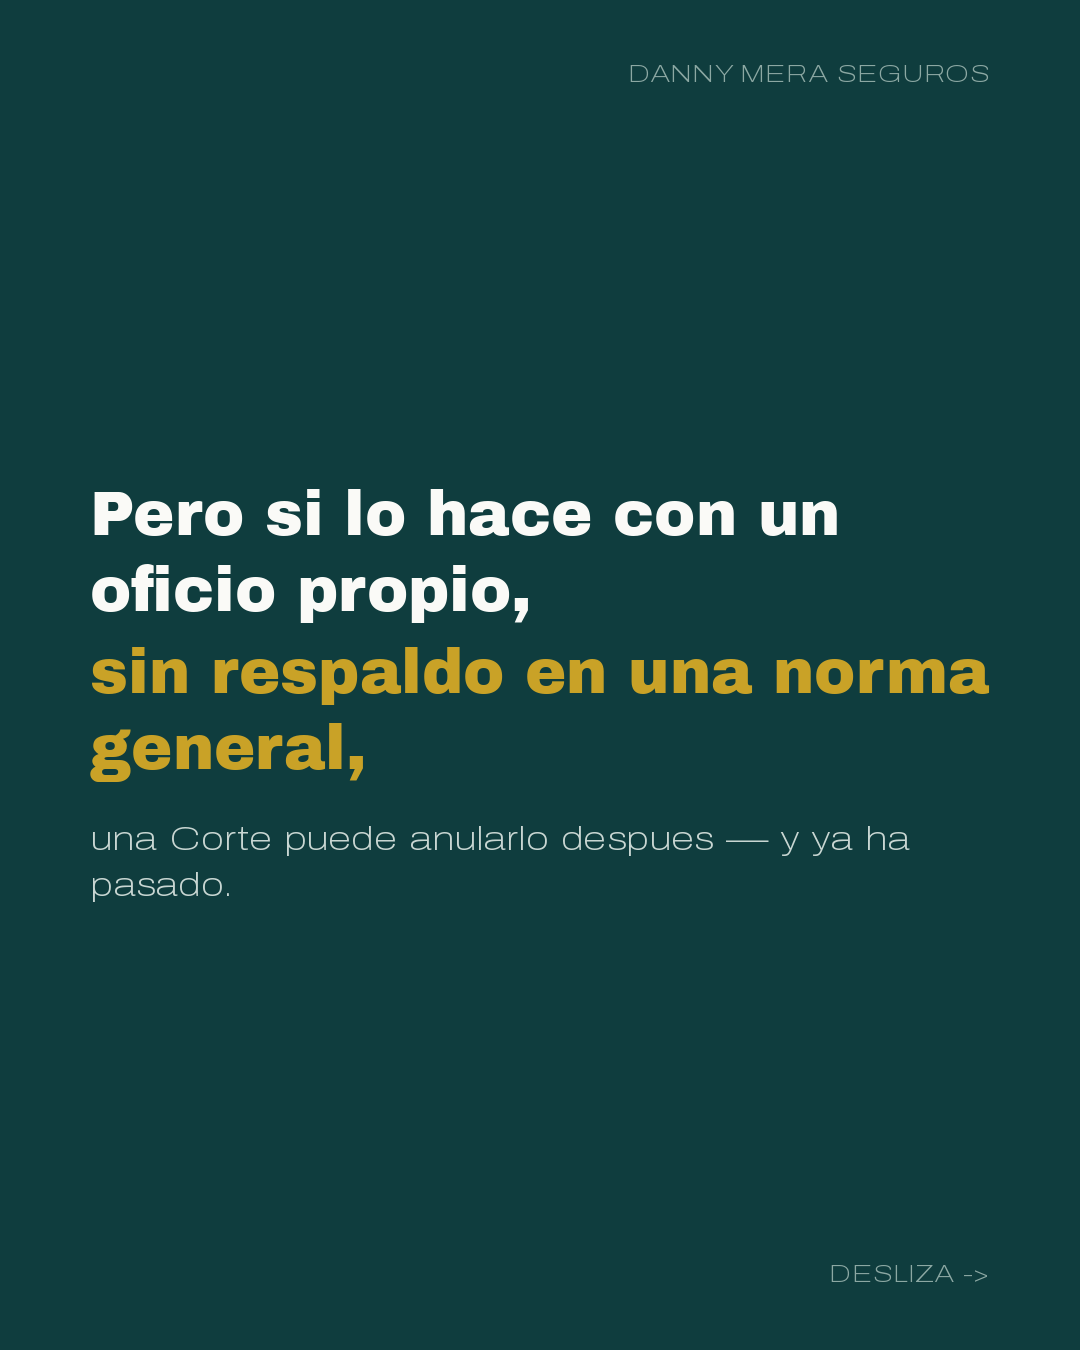 DANNY MERA SEGUROS
Pero si lo hace con un
oficio propio,
sin respaldo en una norma
general,
una Corte puede anularlo despues — y ya ha
pasado.
DESLIZA ->